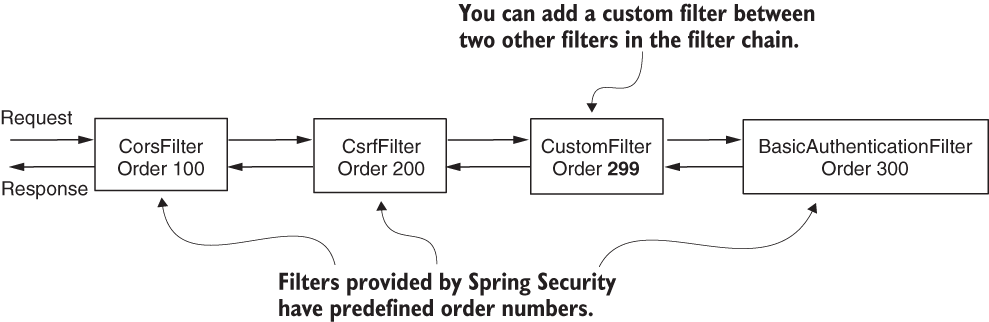 You can add a custom filter between
two other filters in the filter chain.
Request
CorsFilter
Order 100
CsrfFilter
Order 200
CustomFilter
Order 299
BasicAuthenticationFilter
Order 300
Response
Filters provided by Spring Security
have predefined order numbers.